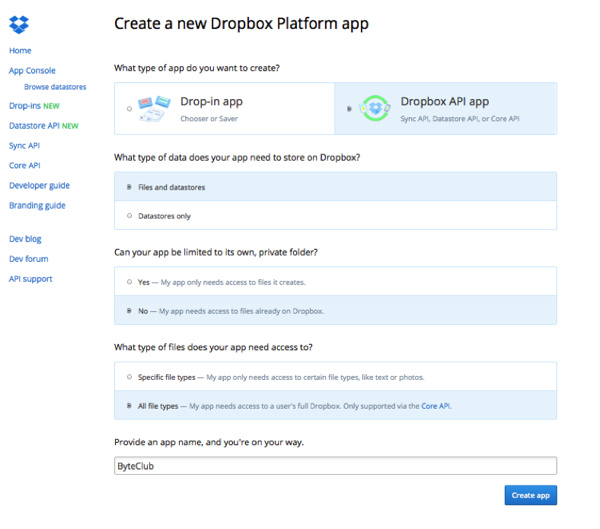 Create a new Dropbox Platform app
Home
App Console
Browse datastores
Drop-ins NEW
Datastore API NEW
Sync API
Core API
Developer guide
Branding guide
Dev blog
Dev forum
API support
What type of app do you want to create?
Drop-in app
Chooser or Saver
Dropbox API app
Sync API, Datastore API, or Core API
What type of data does your app need to store on Dropbox?
Files and datastores
Datastores only
Can your app be limited to its own, private folder?
Yes — My app only needs access to files it creates.
No — My app needs access to files already on Dropbox.
What type of files does your app need access to?
Specific file types — My app only needs access to certain file types, like text or photos.
All file types — My app needs access to a user's full Dropbox. Only supported via the Core API.
Provide an app name, and you're on your way.
ByteClub
Create app